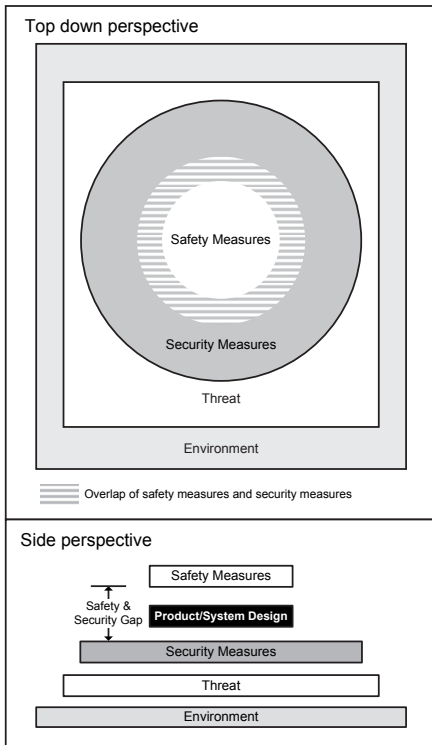 Top down perspective
Safety Measures
Security Measures
Threat
Environment
Overlap of safety measures and security measures
Side perspective
Safety Measures
Safety &
Security Gap
Product/System Design
Security Measures
Threat
Environment